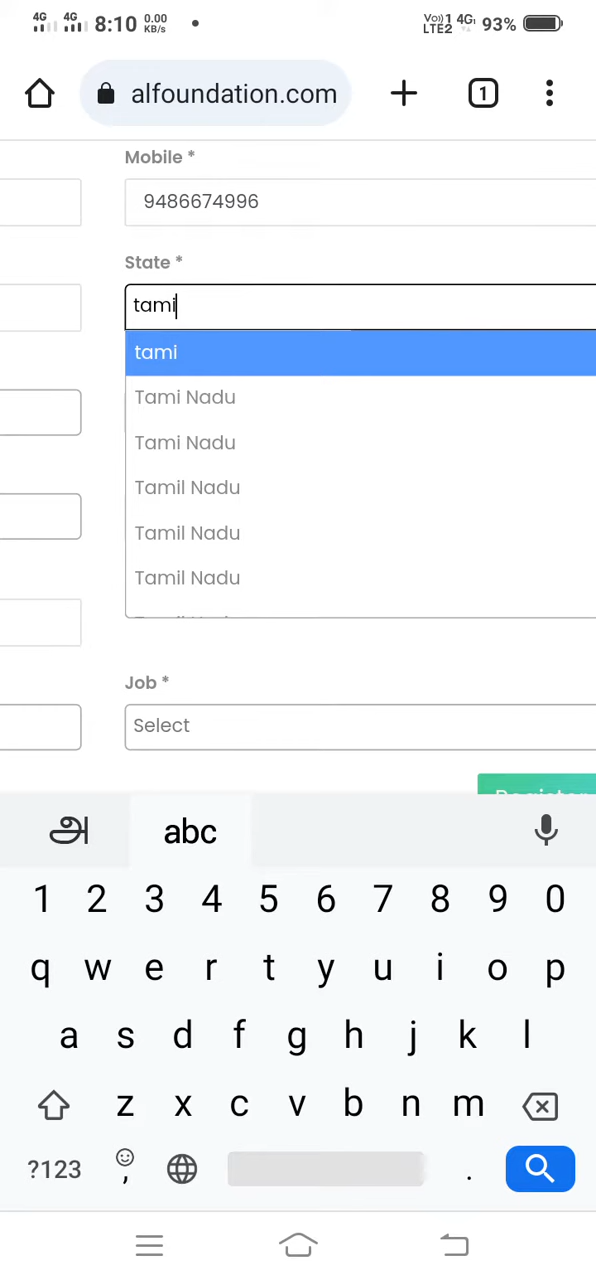 4G 4G 8:10 0.00 KB/s Vo) 1 LTE2 4G 93%
alfoundation.com 1
Mobile *
9486674996
State *
tami
tami
Tami Nadu
Tami Nadu
Tamil Nadu
Tamil Nadu
Tamil Nadu
Job *
Select
Register
அ abc
1 2 3 4 5 6 7 8 9 0
q w e r t y u i o p
a s d f g h j k l
z x c v b n m
?123 , .